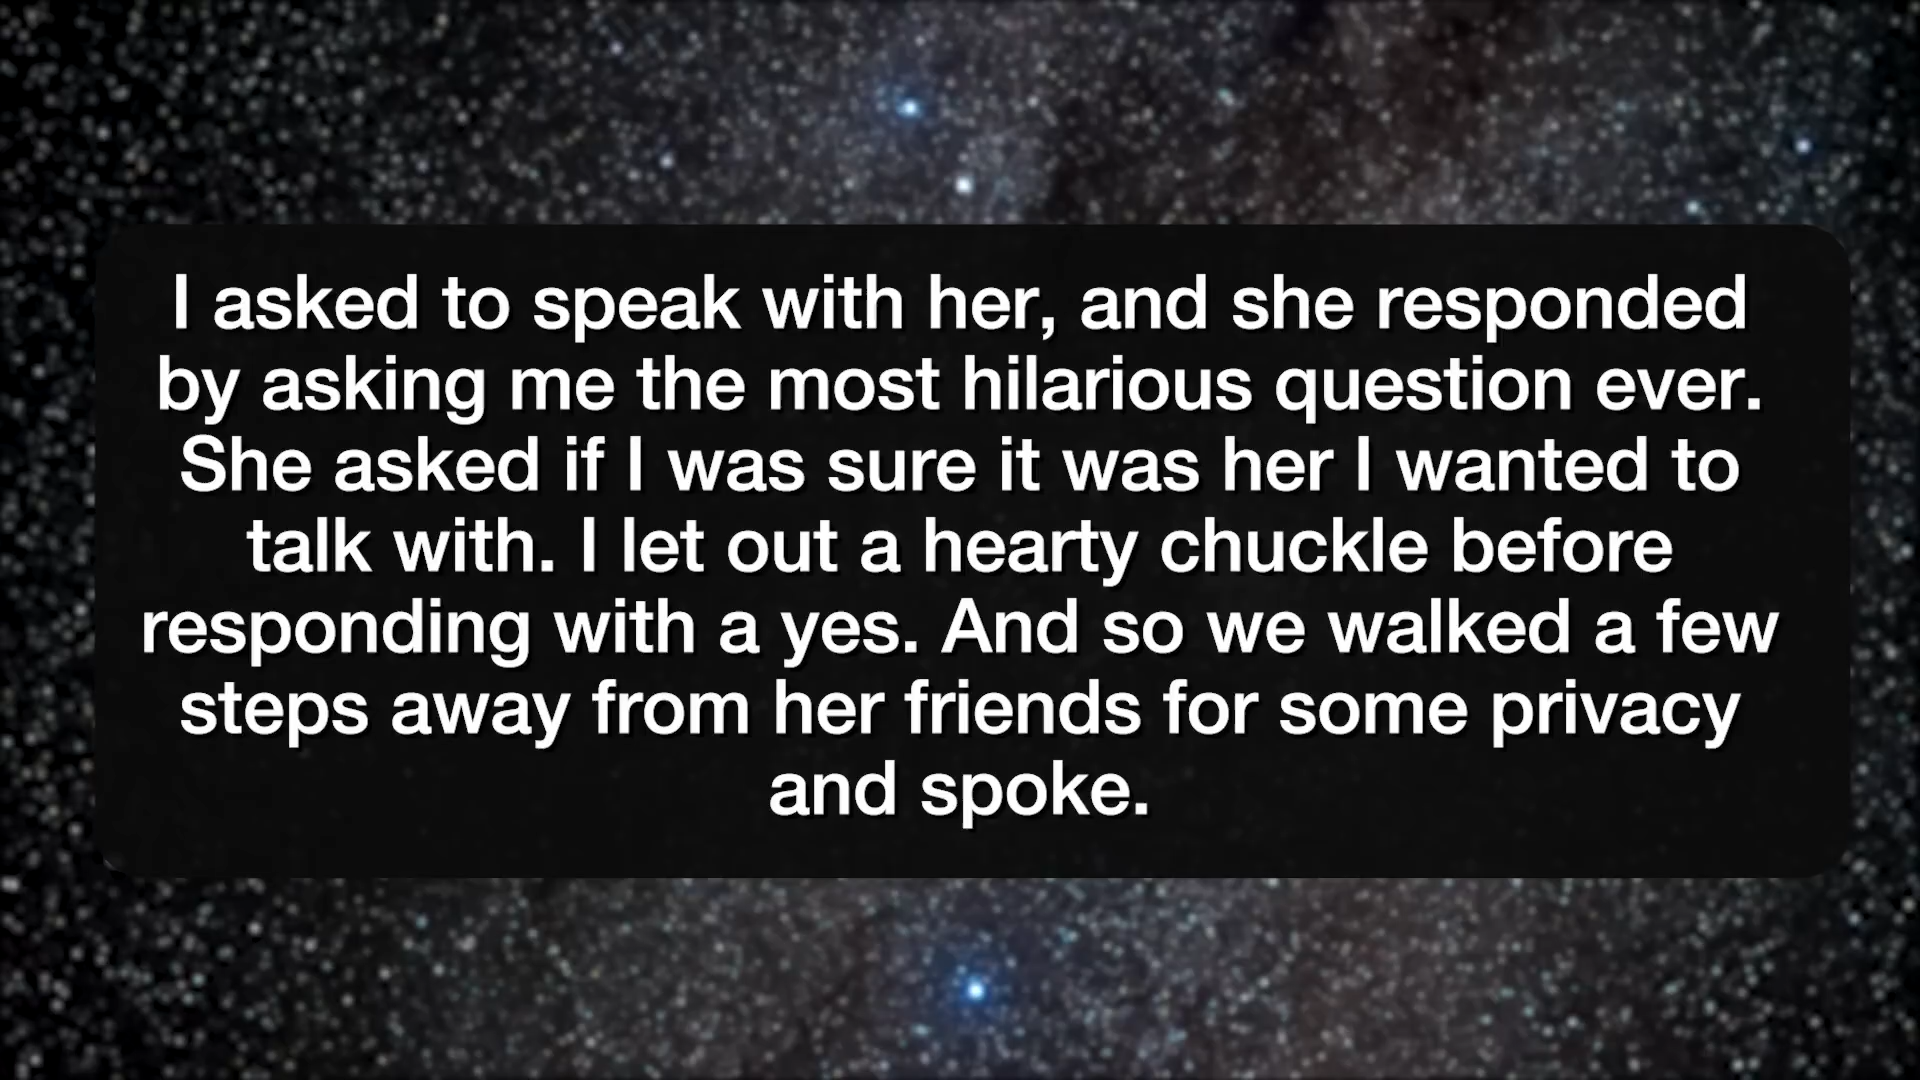 I asked to speak with her, and she responded
by asking me the most hilarious question ever.
She asked if I was sure it was her I wanted to
talk with. I let out a hearty chuckle before
responding with a yes. And so we walked a few
steps away from her friends for some privacy
and spoke.